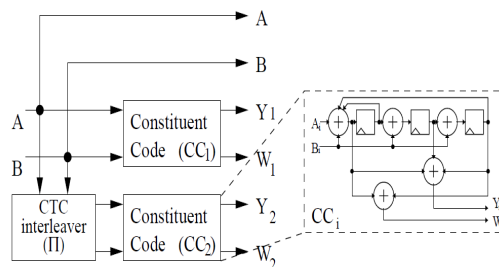 A
B
A
Constituent
Code (CC1)
Y1
W1
B
CTC
interleaver
(Π)
Constituent
Code (CC2)
Y2
W2
Ai
Bi
+
+
+
+
+
CCi
Y
W